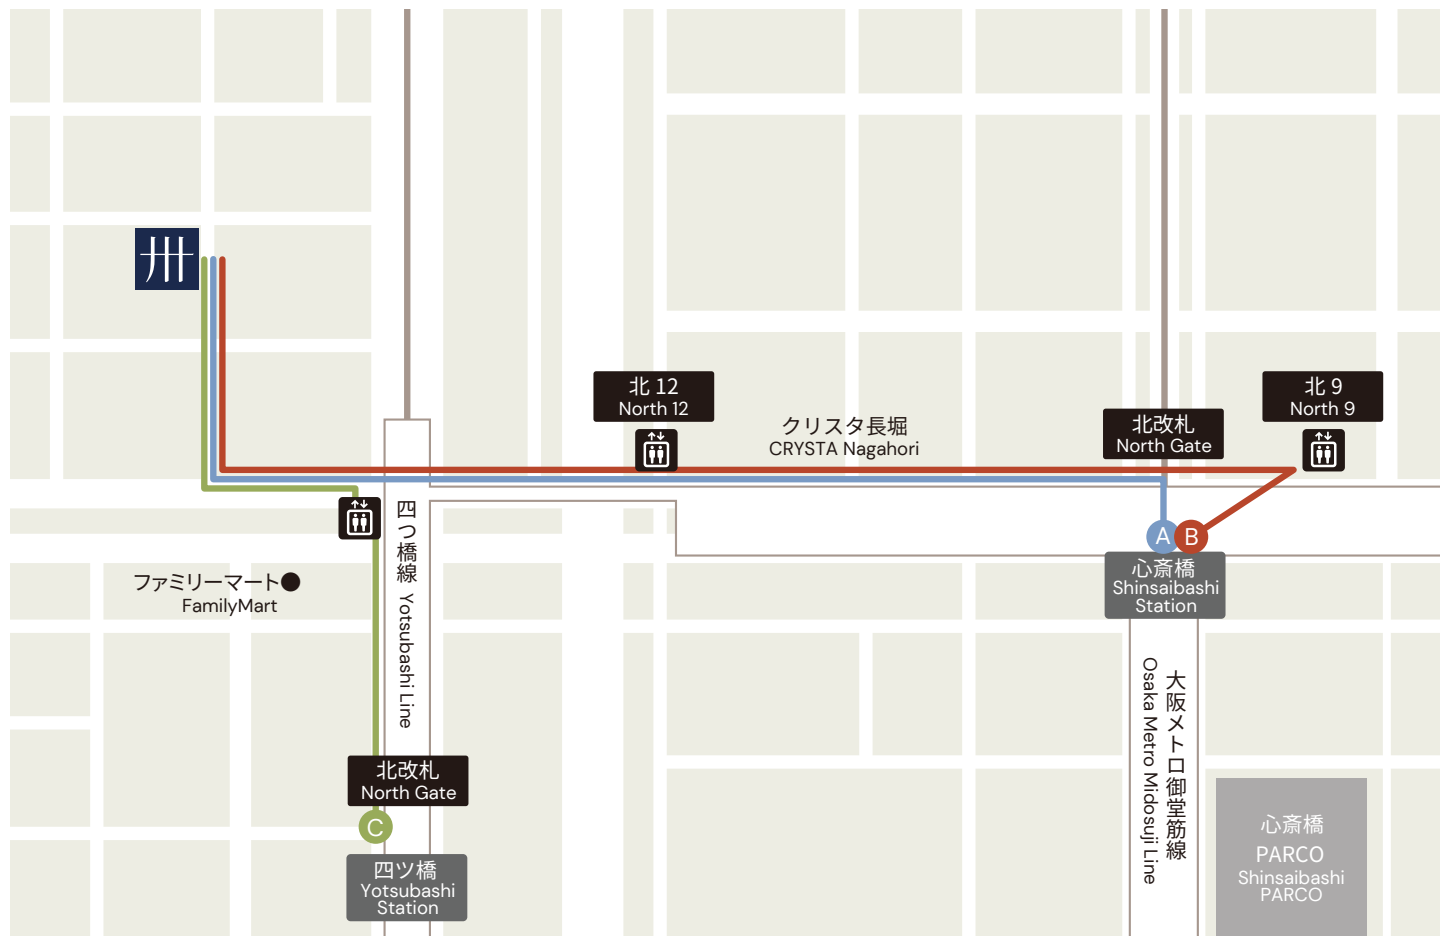 卅
北 12
North 12
クリスタ長堀
CRYSTA Nagahori
北改札
North Gate
北 9
North 9
四つ橋線 Yotsubashi Line
A
B
心斎橋
Shinsaibashi
Station
ファミリーマート
FamilyMart
大阪メトロ御堂筋線
Osaka Metro Midosuji Line
北改札
North Gate
C
四ツ橋
Yotsubashi
Station
心斎橋
PARCO
Shinsaibashi
PARCO